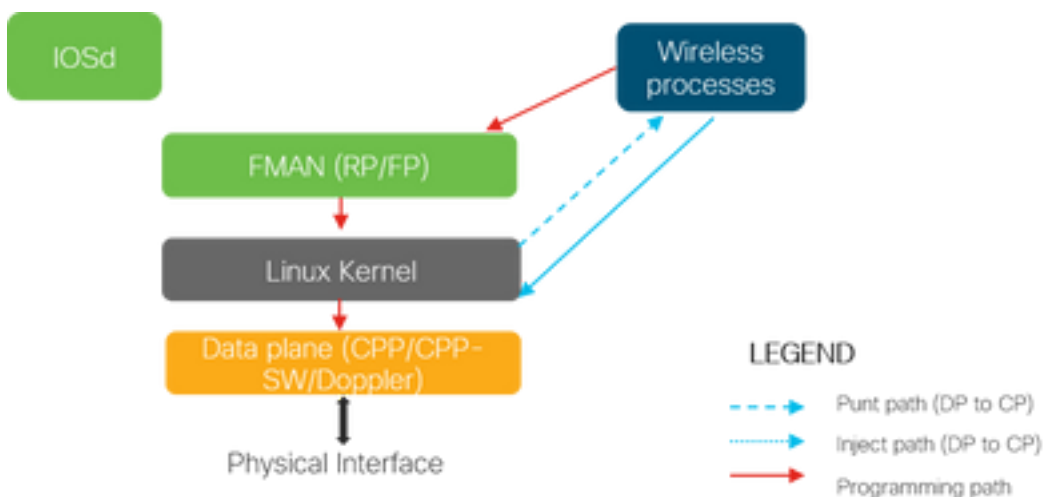 IOSd
Wireless
processes
FMAN (RP/FP)
Linux Kernel
Data plane (CPP/CPP-
SW/Doppler)
Physical Interface
LEGEND
Punt path (DP to CP)
Inject path (DP to CP)
Programming path